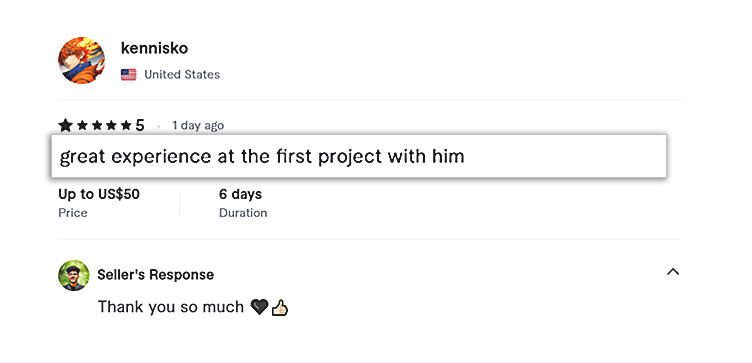 kennisko
United States
5 1 day ago
great experience at the first project with him
Up to US$50 6 days
Price Duration
Seller's Response
Thank you so much 🖤👍🏻